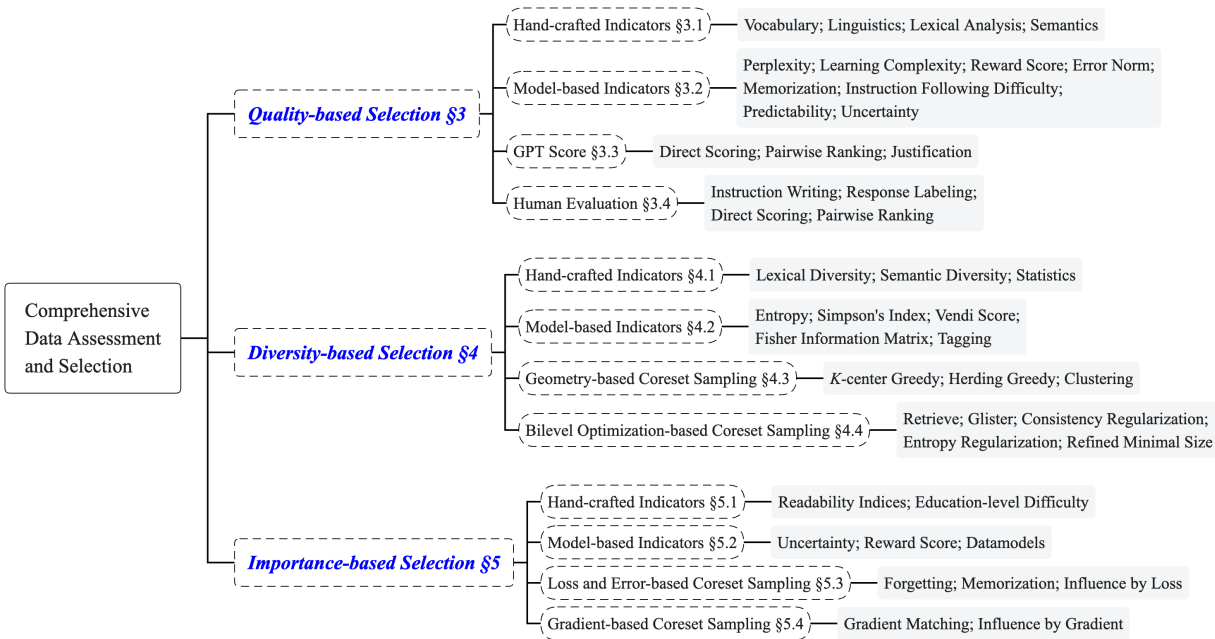 Comprehensive
Data Assessment
and Selection
Quality-based Selection §3
Hand-crafted Indicators §3.1
Vocabulary; Linguistics; Lexical Analysis; Semantics
Model-based Indicators §3.2
Perplexity; Learning Complexity; Reward Score; Error Norm;
Memorization; Instruction Following Difficulty;
Predictability; Uncertainty
GPT Score §3.3
Direct Scoring; Pairwise Ranking; Justification
Human Evaluation §3.4
Instruction Writing; Response Labeling;
Direct Scoring; Pairwise Ranking
Diversity-based Selection §4
Hand-crafted Indicators §4.1
Lexical Diversity; Semantic Diversity; Statistics
Model-based Indicators §4.2
Entropy; Simpson's Index; Vendi Score;
Fisher Information Matrix; Tagging
Geometry-based Coreset Sampling §4.3
K-center Greedy; Herding Greedy; Clustering
Bilevel Optimization-based Coreset Sampling §4.4
Retrieve; Glister; Consistency Regularization;
Entropy Regularization; Refined Minimal Size
Importance-based Selection §5
Hand-crafted Indicators §5.1
Readability Indices; Education-level Difficulty
Model-based Indicators §5.2
Uncertainty; Reward Score; Datamodels
Loss and Error-based Coreset Sampling §5.3
Forgetting; Memorization; Influence by Loss
Gradient-based Coreset Sampling §5.4
Gradient Matching; Influence by Gradient